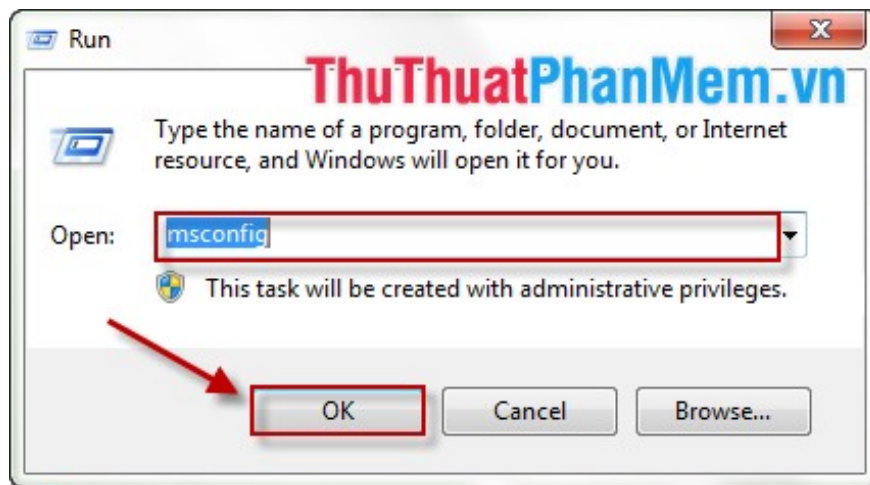 Run
ThuThuatPhanMem.vn
Type the name of a program, folder, document, or Internet
resource, and Windows will open it for you.
Open: msconfig
This task will be created with administrative privileges.
OK Cancel Browse...